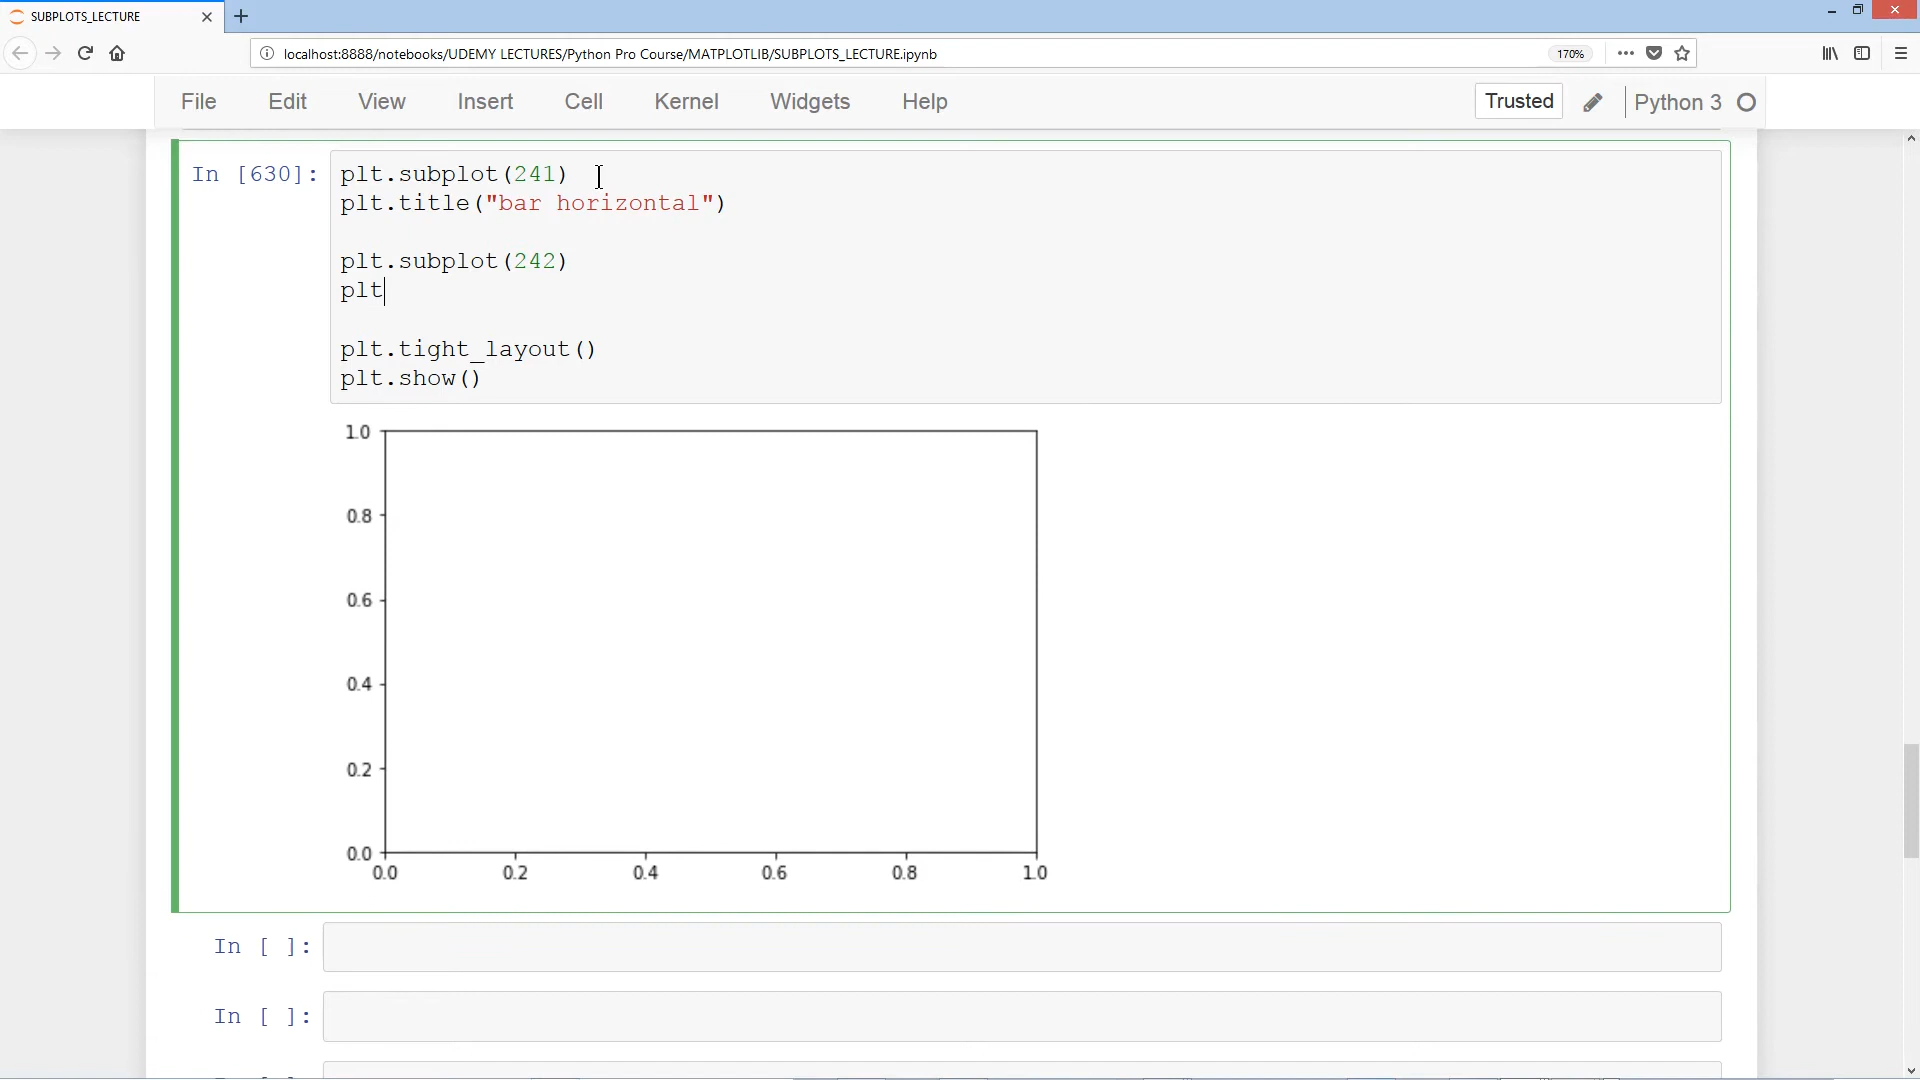 SUBPLOTS_LECTURE
localhost:8888/notebooks/UDEMY LECTURES/Python Pro Course/MATPLOTLIB/SUBPLOTS_LECTURE.ipynb
170%
File Edit View Insert Cell Kernel Widgets Help
Trusted
Python 3
In [630]:
plt.subplot(241)
plt.title("bar horizontal")
plt.subplot(242)
plt
plt.tight_layout()
plt.show()
1.0
0.8
0.6
0.4
0.2
0.0
0.0 0.2 0.4 0.6 0.8 1.0
In [ ]:
In [ ]: